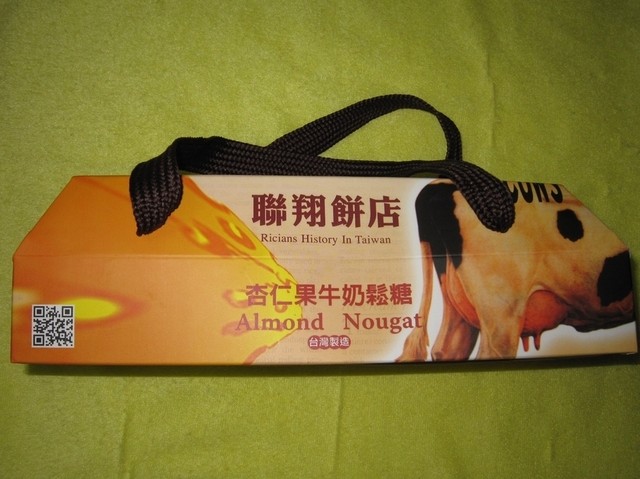 COWS
聯翔餅店
Ricians History In Taiwan
杏仁果牛奶鬆糖
Almond Nougat
台灣製造